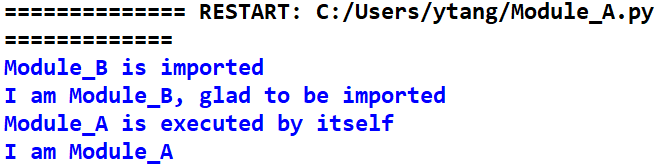 ============== RESTART: C:/Users/ytang/Module_A.py
=============
Module_B is imported
I am Module_B, glad to be imported
Module_A is executed by itself
I am Module_A